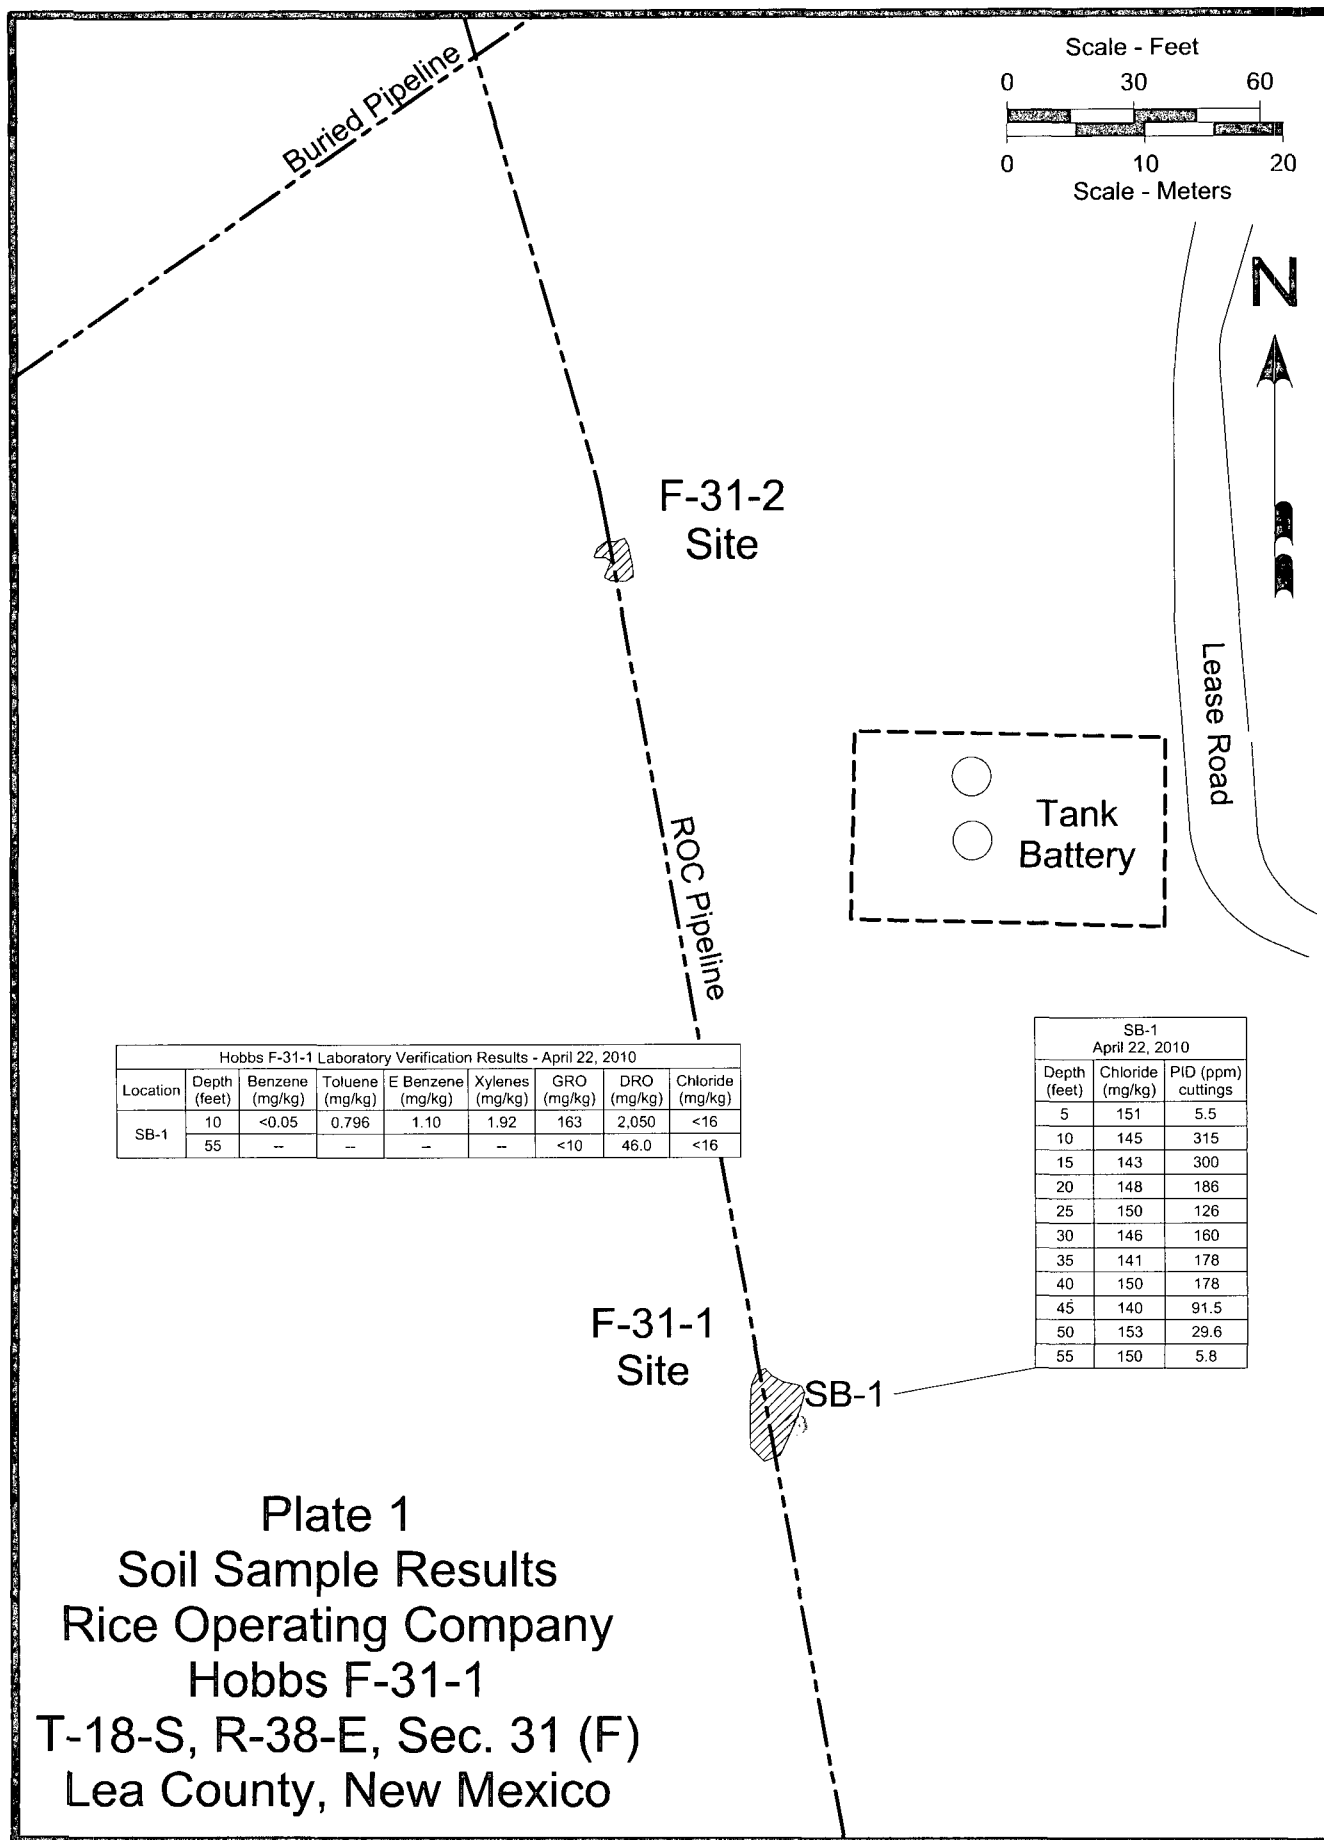 Scale - Feet
0 30 60
0 10 20
Scale - Meters
Buried Pipeline
N
F-31-2
Site
Lease Road
Tank
Battery
ROC Pipeline
Hobbs F-31-1 Laboratory Verification Results - April 22, 2010
Location Depth (feet) Benzene (mg/kg) Toluene (mg/kg) E Benzene (mg/kg) Xylenes (mg/kg) GRO (mg/kg) DRO (mg/kg) Chloride (mg/kg)
SB-1 10 <0.05 0.796 1.10 1.92 163 2,050 <16
55 -- -- -- -- <10 46.0 <16
SB-1
April 22, 2010
Depth (feet) Chloride (mg/kg) PID (ppm) cuttings
5 151 5.5
10 145 315
15 143 300
20 148 186
25 150 126
30 146 160
35 141 178
40 150 178
45 140 91.5
50 153 29.6
55 150 5.8
F-31-1
Site
SB-1
Plate 1
Soil Sample Results
Rice Operating Company
Hobbs F-31-1
T-18-S, R-38-E, Sec. 31 (F)
Lea County, New Mexico